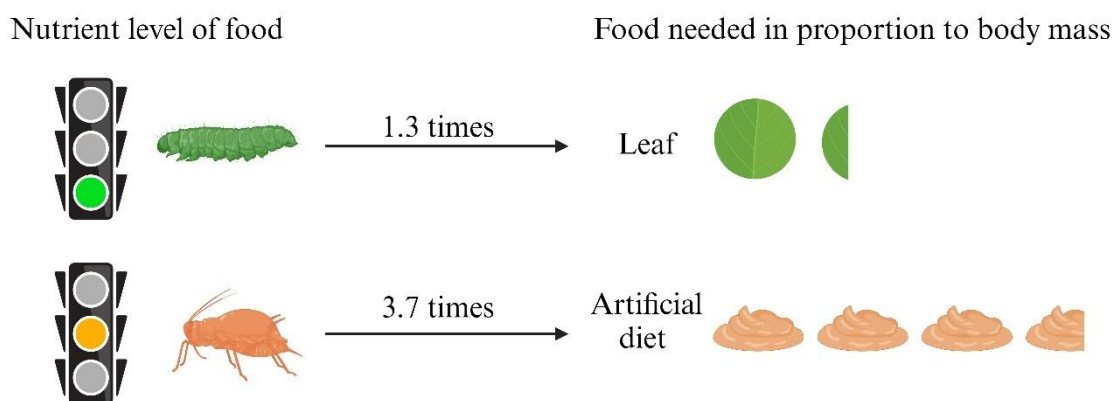 Nutrient level of food
Food needed in proportion to body mass
1.3 times
Leaf
3.7 times
Artificial
diet